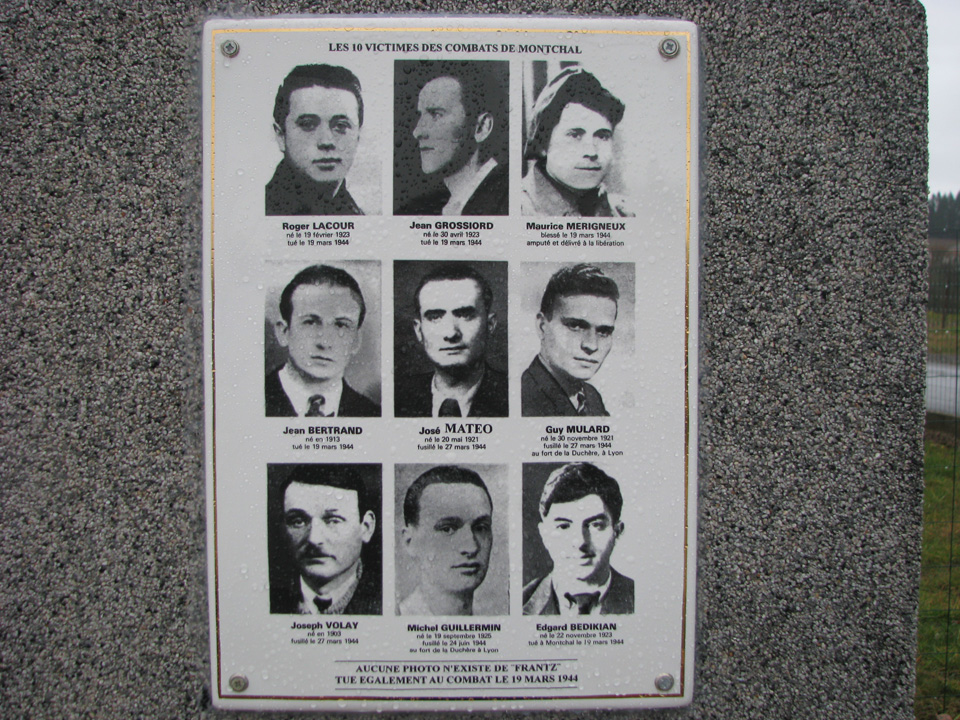 LES 10 VICTIMES DES COMBATS DE MONTCHAL
Roger LACOUR
né le 19 février 1923
tué le 19 mars 1944
Jean GROSSIORD
né le 30 avril 1923
tué le 19 mars 1944
Maurice MERIGNEUX
blessé le 19 mars 1944
amputé et délivré à la libération
Jean BERTRAND
né en 1913
tué le 19 mars 1944
José MATEO
né le 20 mai 1921
fusillé le 27 mars 1944
Guy MULARD
né le 30 novembre 1921
fusillé le 27 mars 1944
au fort de la Duchère, à Lyon
Joseph VOLAY
né en 1903
fusillé le 27 mars 1944
Michel GUILLERMIN
né le 19 septembre 1925
fusillé le 24 juin 1944
au fort de la Duchère à Lyon
Edgard BEDIKIAN
né le 22 novembre 1923
tué à Montchal le 19 mars 1944
AUCUNE PHOTO N'EXISTE DE "FRANTZ"
TUE EGALEMENT AU COMBAT LE 19 MARS 1944